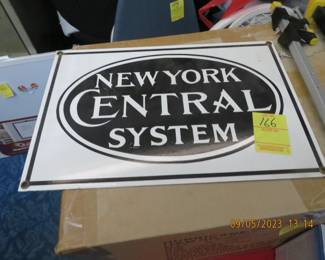 NEW YORK
CENTRAL
SYSTEM
166
09/05/2023 13:14